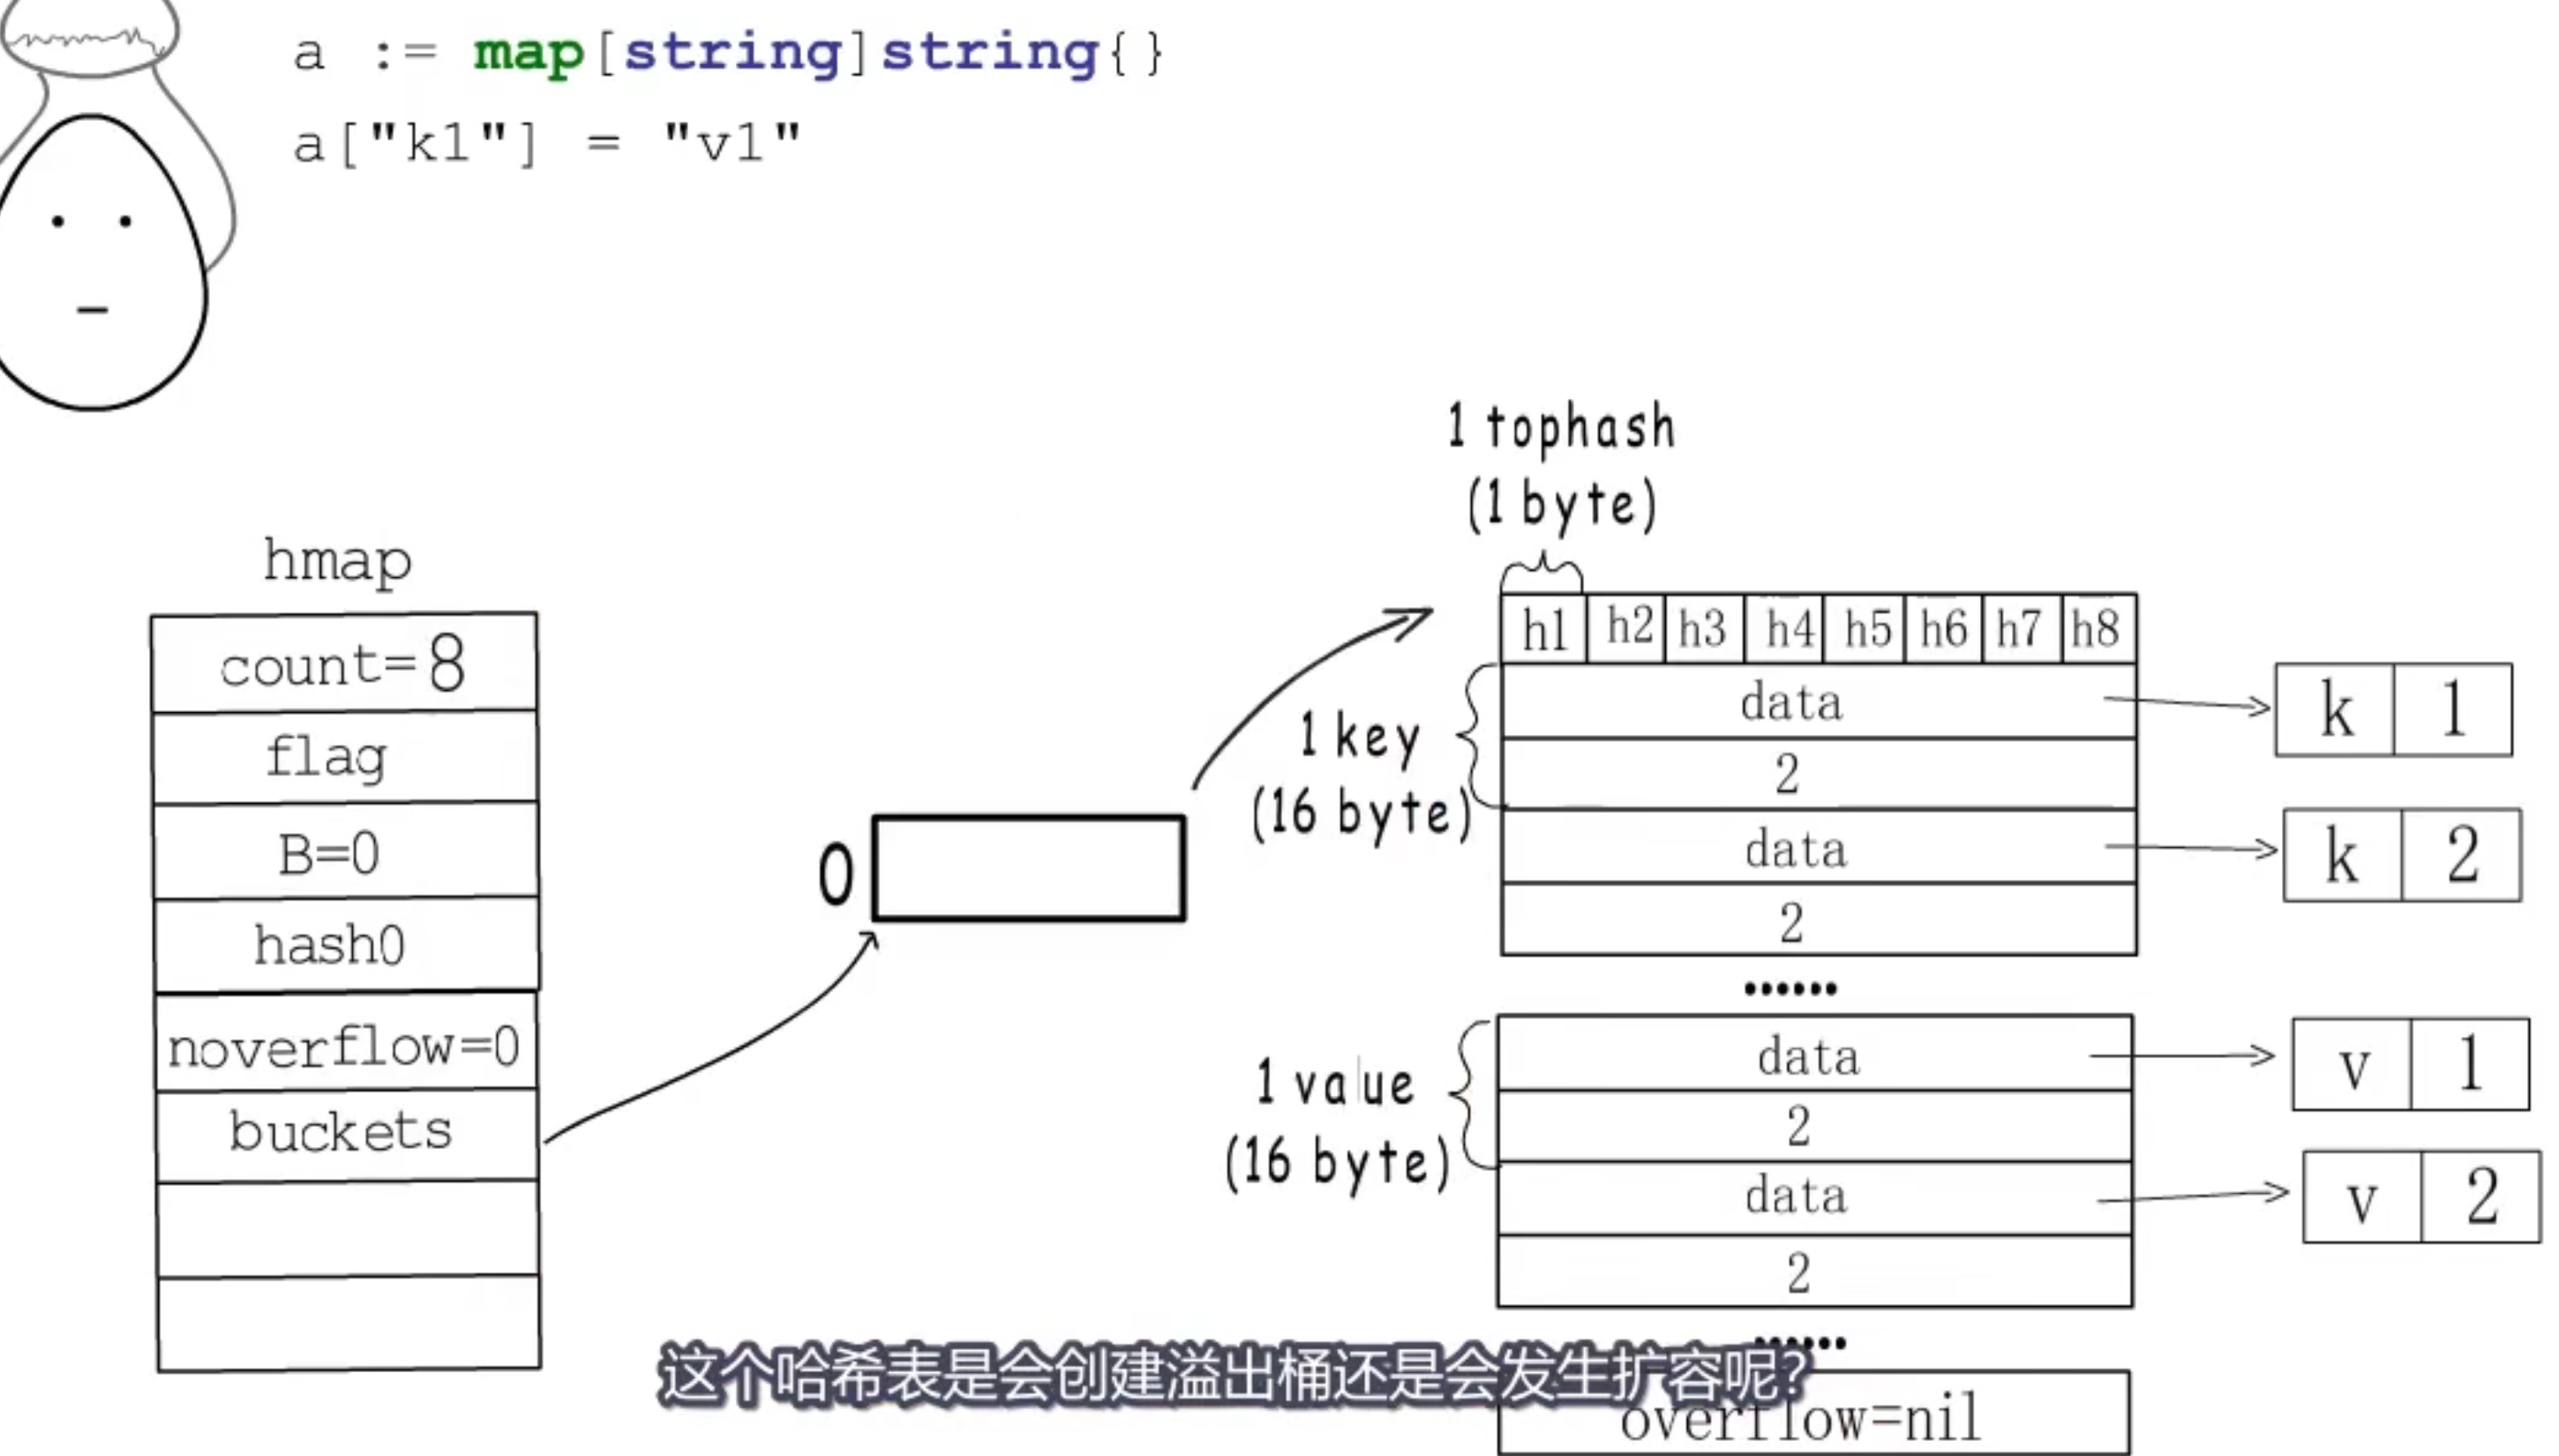 a := map[string]string{}
a["k1"] = "v1"
1 tophash
(1 byte)
hmap
count=8
flag
B=0
hash0
noverflow=0
buckets
0
h1 h2 h3 h4 h5 h6 h7 h8
1 key
(16 byte)
data
2
data
2
k 1
k 2
......
1 value
(16 byte)
data
2
data
2
v 1
v 2
......
这个哈希表是会创建溢出桶还是会发生扩容呢?
overflow=nil